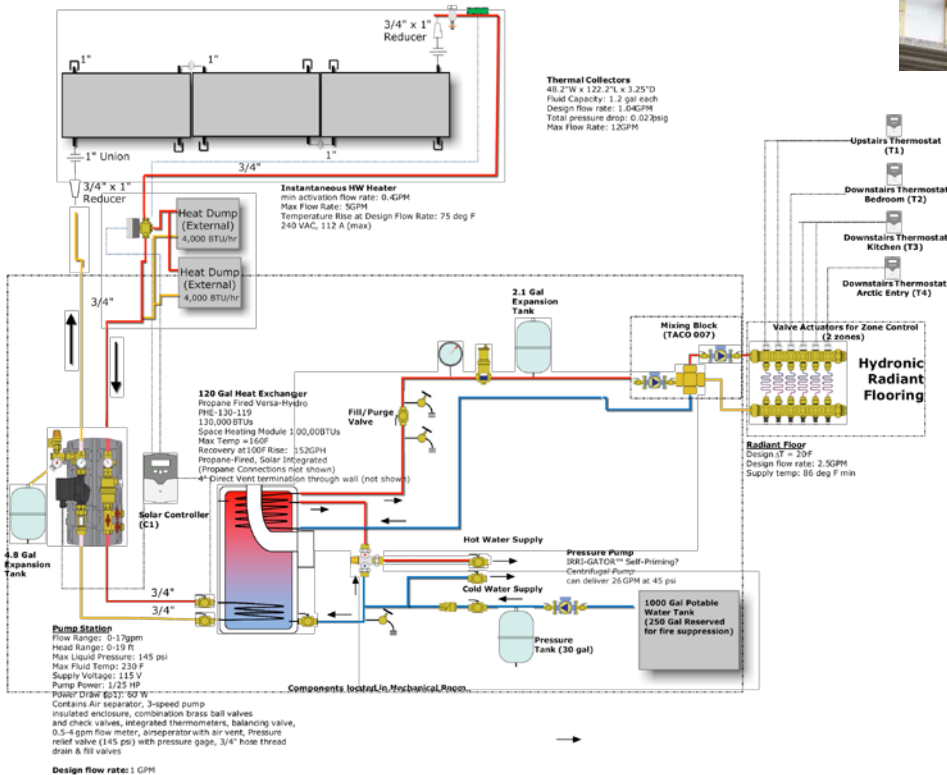 3/4" x 1"
Reducer
1"
1"
1"
1" Union
3/4" x 1"
Reducer
3/4"
Thermal Collectors
48.2"W x 122.2"L x 3.25"D
Fluid Capacity: 1.2 gal each
Design flow rate: 1.04GPM
Total pressure drop: 0.027psig
Max Flow Rate: 12GPM
Instantaneous HW Heater
min activation flow rate: 0.4GPM
Max Flow Rate: 5GPM
Temperature Rise at Design Flow Rate: 75 deg F
240 VAC, 112 A (max)
Heat Dump
(External)
4,000 BTU/hr
Heat Dump
(External)
4,000 BTU/hr
3/4"
Upstairs Thermostat
(T1)
Downstairs Thermostat
Bedroom (T2)
Downstairs Thermostat
Kitchen (T3)
Downstairs Thermostat
Arctic Entry (T4)
2.1 Gal
Expansion
Tank
Mixing Block
(TACO 007)
Valve Actuators for Zone Control
(2 zones)
Hydronic
Radiant
Flooring
Radiant Floor
Design ΔT = 20°F
Design flow rate: 2.5GPM
Supply temp: 86 deg F min
120 Gal Heat Exchanger
Propane Fired Versa-Hydro
PHE-130-119
130,000BTUs
Space Heating Module 100,00BTUs
Max Temp =160F
Recovery at100F Rise: 152GPH
Propane-Fired, Solar Integrated
(Propane Connections not shown)
4" Direct Vent termination through wall (not shown)
Fill/Purge
Valve
Solar Controller
(C1)
4.8 Gal
Expansion
Tank
3/4"
3/4"
Hot Water Supply
Cold Water Supply
Pressure Pump
IRRI-GATOR™ Self-Priming?
Centrifugal Pump
can deliver 26GPM at 45 psi
Pressure
Tank (30 gal)
1000 Gal Potable
Water Tank
(250 Gal Reserved
for fire suppression)
Components located in Mechanical Room
Pump Station
Flow Range: 0-17gpm
Head Range: 0-19 ft
Max Liquid Pressure: 145 psi
Max Fluid Temp: 230 F
Supply Voltage: 115 V
Pump Power: 1/25 HP
Power Draw (sp1): 60 W
Contains Air separator, 3-speed pump
insulated enclosure, combination brass ball valves
and check valves, integrated thermometers, balancing valve,
0.5-4 gpm flow meter, airseperator with air vent, Pressure
relief valve (145 psi) with pressure gage, 3/4" hose thread
drain & fill valves
Design flow rate: 1 GPM